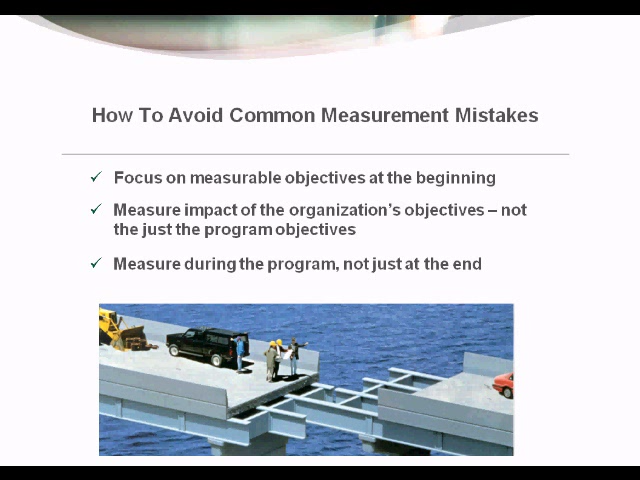 How To Avoid Common Measurement Mistakes
Focus on measurable objectives at the beginning
Measure impact of the organization's objectives – not
the just the program objectives
Measure during the program, not just at the end